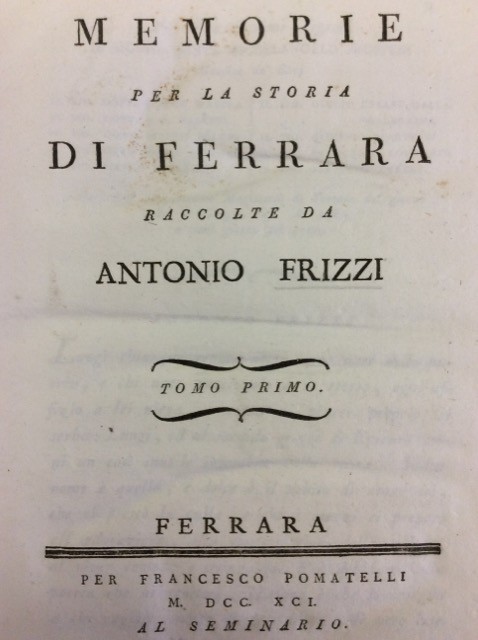 MEMORIE
PER LA STORIA
DI FERRARA
RACCOLTE DA
ANTONIO FRIZZI
TOMO PRIMO.
FERRARA
PER FRANCESCO POMATELLI
M. DCC. XCI.
AL SEMINARIO.